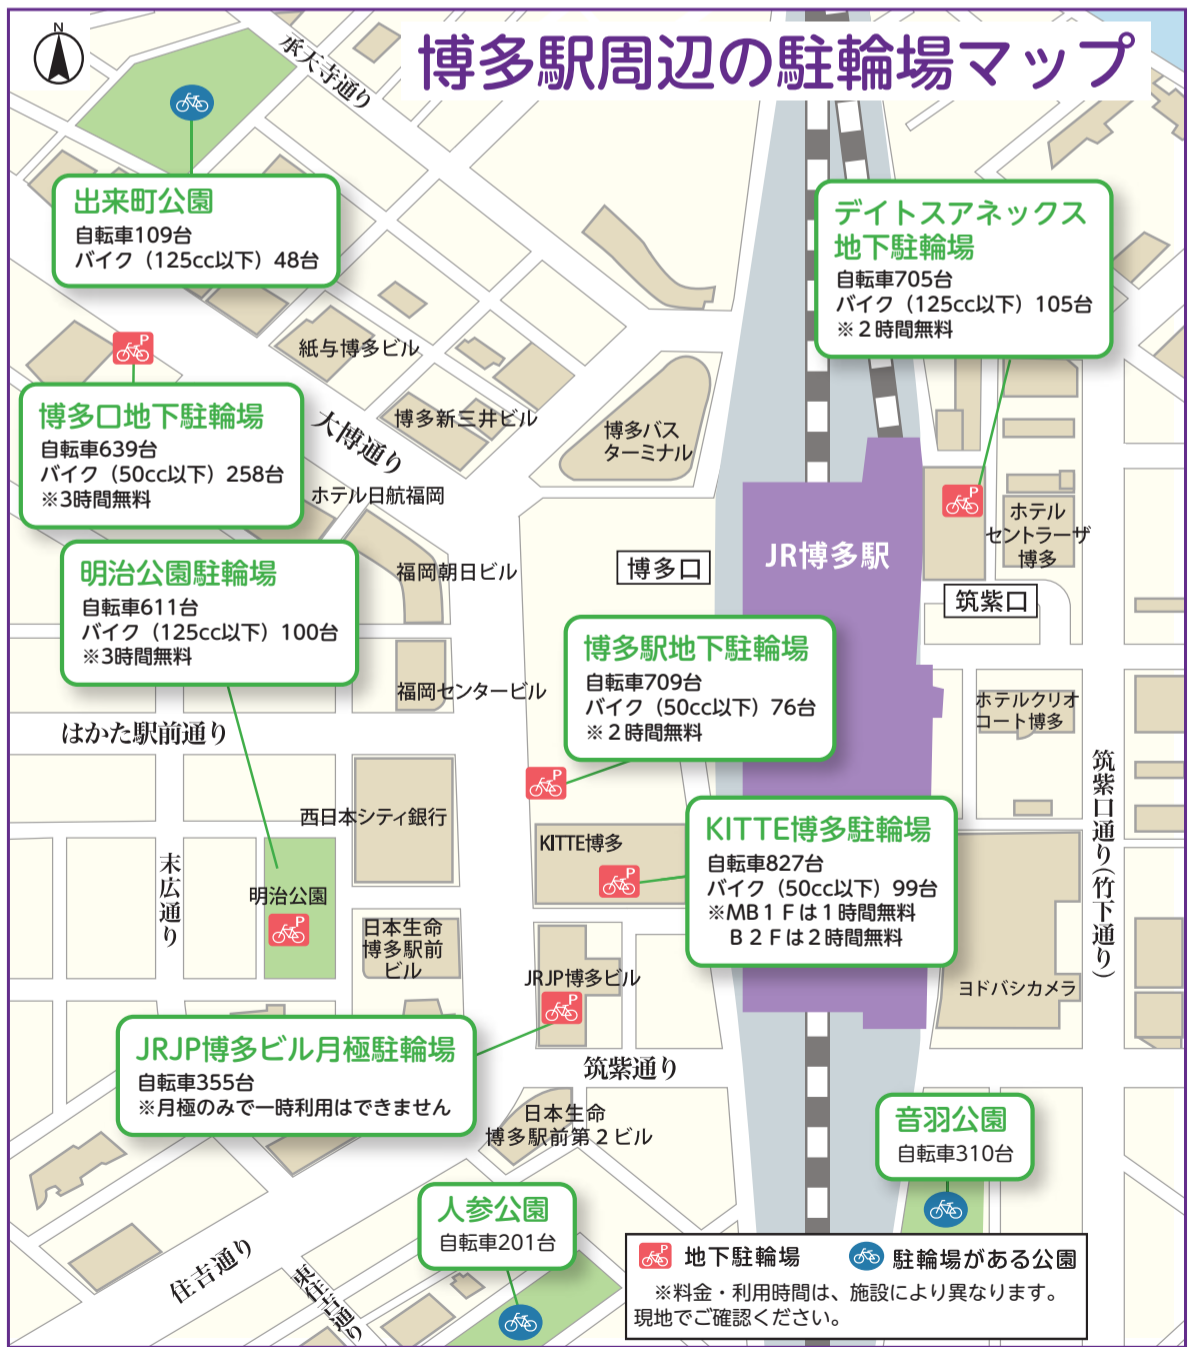 N
博多駅周辺の駐輪場マップ
承天寺通り
出来町公園
自転車109台
バイク（125cc以下）48台
デイトスアネックス
地下駐輪場
自転車705台
バイク（125cc以下）105台
※２時間無料
紙与博多ビル
博多新三井ビル
大博通り
博多バス
ターミナル
博多口地下駐輪場
自転車639台
バイク（50cc以下）258台
※3時間無料
ホテル日航福岡
福岡朝日ビル
博多口
JR博多駅
ホテル
セントラーザ
博多
筑紫口
明治公園駐輪場
自転車611台
バイク（125cc以下）100台
※3時間無料
博多駅地下駐輪場
自転車709台
バイク（50cc以下）76台
※２時間無料
福岡センタービル
ホテルクリオ
コート博多
はかた駅前通り
筑紫口通り(竹下通り)
西日本シティ銀行
KITTE博多
KITTE博多駐輪場
自転車827台
バイク（50cc以下）99台
※MB１Ｆは１時間無料
Ｂ２Ｆは２時間無料
末広通り
明治公園
日本生命
博多駅前
ビル
JRJP博多ビル
ヨドバシカメラ
JRJP博多ビル月極駐輪場
自転車355台
※月極のみで一時利用はできません
筑紫通り
日本生命
博多駅前第２ビル
音羽公園
自転車310台
人参公園
自転車201台
住吉通り
東住吉通り
P 地下駐輪場
駐輪場がある公園
※料金・利用時間は、施設により異なります。
現地でご確認ください。